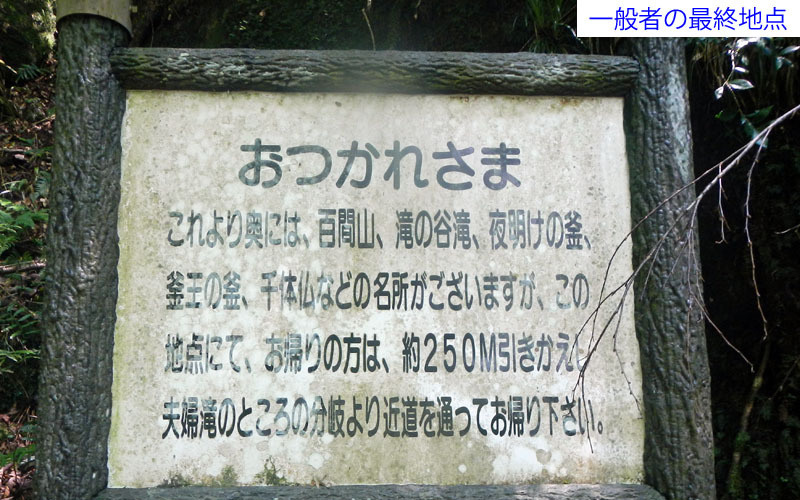 一般者の最終地点
おつかれさま
これより奥には、百間山、滝の谷滝、夜明けの釜、
釜王の釜、千体仏などの名所がございますが、この
地点にて、お帰りの方は、約250M引きかえし
夫婦滝のところの分岐より近道を通ってお帰り下さい。